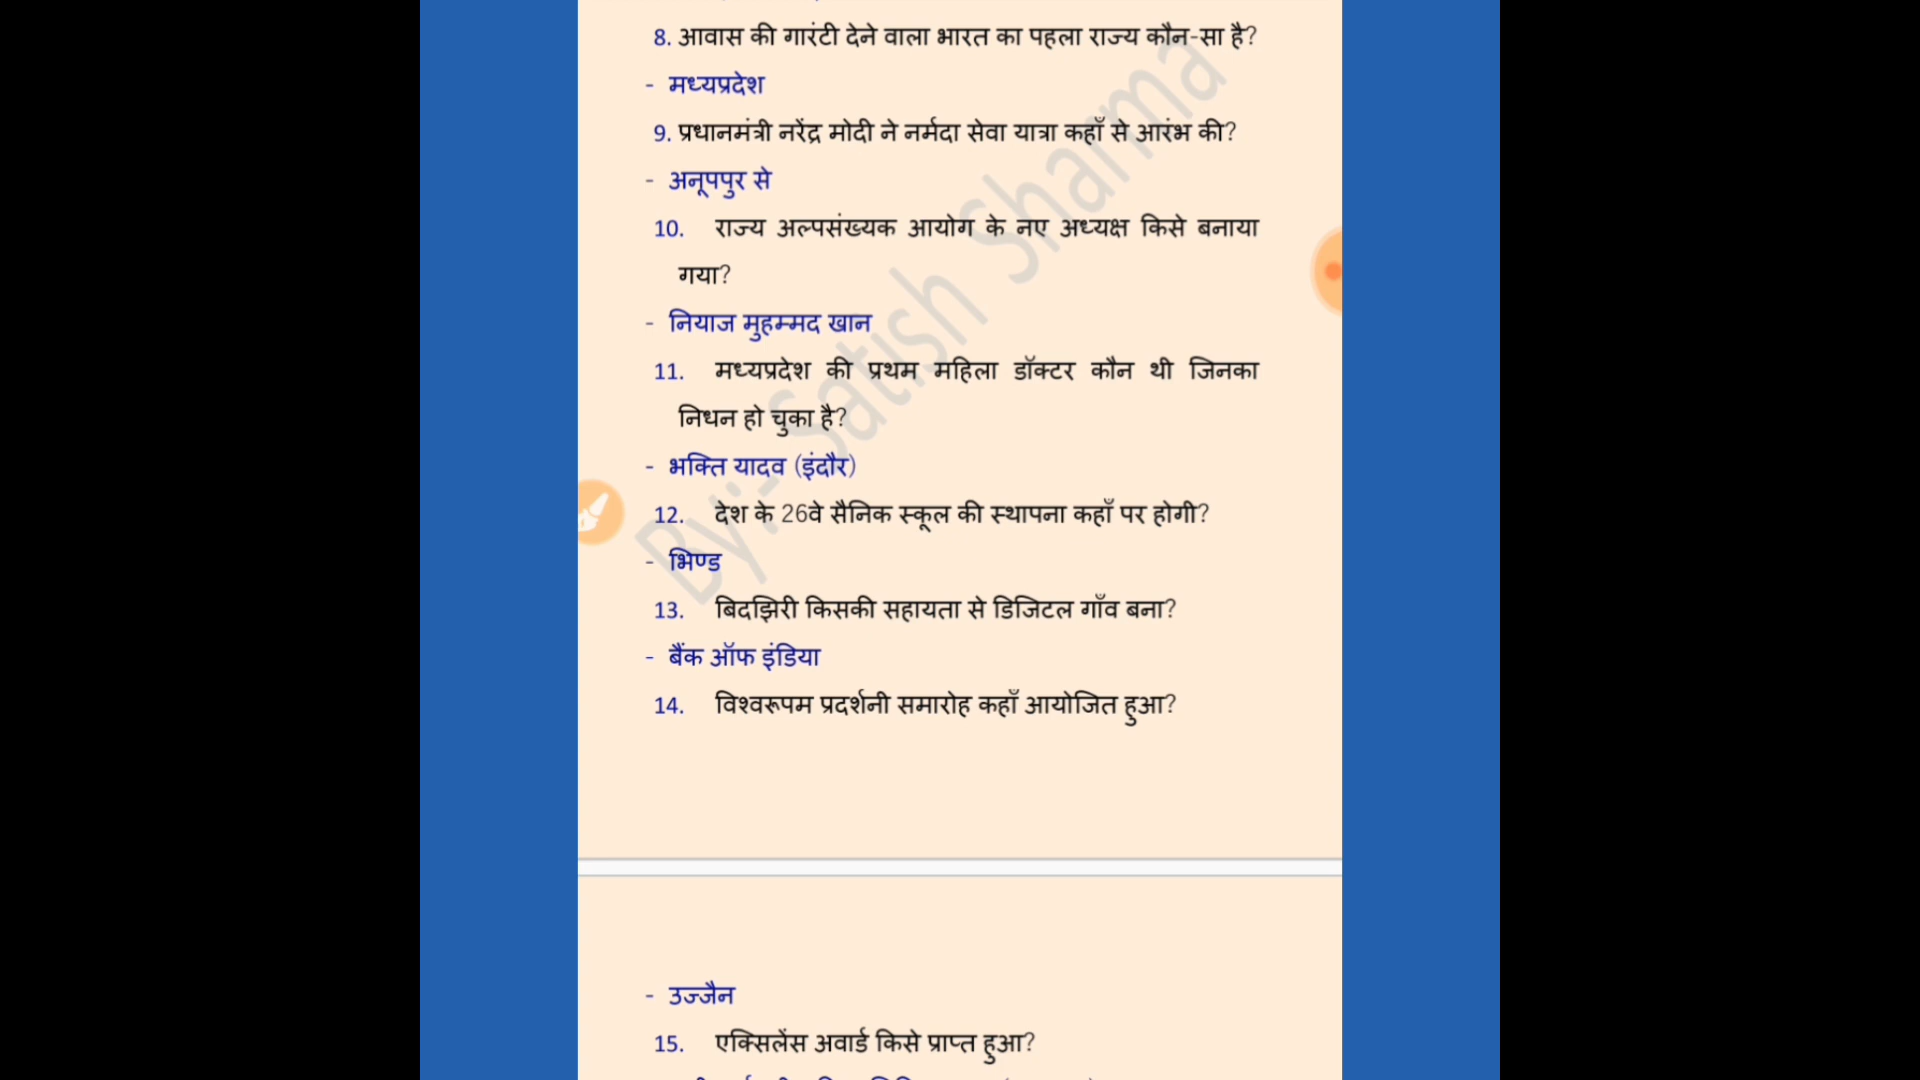 8. आवास की गारंटी देने वाला भारत का पहला राज्य कौन-सा है?
- मध्यप्रदेश
9. प्रधानमंत्री नरेंद्र मोदी ने नर्मदा सेवा यात्रा कहाँ से आरंभ की?
- अनूपपुर से
10. राज्य अल्पसंख्यक आयोग के नए अध्यक्ष किसे बनाया
गया?
- नियाज मुहम्मद खान
11. मध्यप्रदेश की प्रथम महिला डॉक्टर कौन थी जिनका
निधन हो चुका है?
- भक्ति यादव (इंदौर)
12. देश के 26वे सैनिक स्कूल की स्थापना कहाँ पर होगी?
- भिण्ड
13. बिदझिरी किसकी सहायता से डिजिटल गाँव बना?
- बैंक ऑफ इंडिया
14. विश्वरूपम प्रदर्शनी समारोह कहाँ आयोजित हुआ?
By:- Satish Sharma
- उज्जैन
15. एक्सिलेंस अवार्ड किसे प्राप्त हुआ?